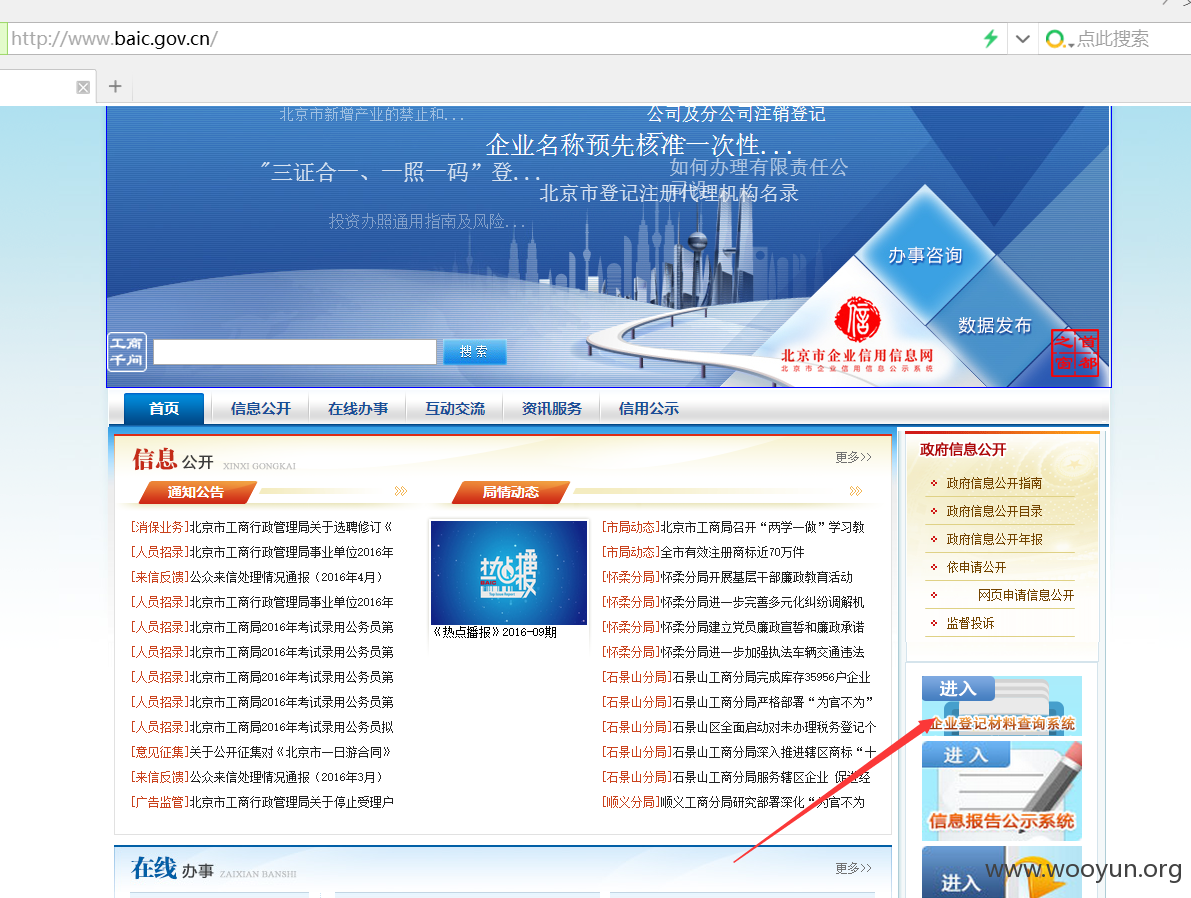 http://www.baic.gov.cn/
点此搜索
北京市新增产业的禁止和...
公司及分公司注销登记
企业名称预先核准一次性...
"三证合一、一照一码”登...
如何办理有限责任公
北京市登记注册代理机构名录
投资办照通用指南及风险...
办事咨询
数据发布
北京市企业信用信息网
北京市企业信用信息公示系统
首都之窗
工商千问
搜索
首页
信息公开
在线办事
互动交流
资讯服务
信用公示
信息公开 XINXI GONGKAI
更多>>
通知公告
局情动态
[消保业务]北京市工商行政管理局关于选聘修订《
[人员招录]北京市工商行政管理局事业单位2016年
[来信反馈]公众来信处理情况通报（2016年4月）
[人员招录]北京市工商行政管理局事业单位2016年
[人员招录]北京市工商局2016年考试录用公务员第
[人员招录]北京市工商局2016年考试录用公务员第
[人员招录]北京市工商局2016年考试录用公务员第
[人员招录]北京市工商局2016年考试录用公务员第
[人员招录]北京市工商局2016年考试录用公务员拟
[意见征集]关于公开征集对《北京市一日游合同》
[来信反馈]公众来信处理情况通报（2016年3月）
[广告监管]北京市工商行政管理局关于停止受理户
热点播报
BAIC
《热点播报》2016-09期
[市局动态]北京市工商局召开“两学一做”学习教
[市局动态]全市有效注册商标近70万件
[怀柔分局]怀柔分局开展基层干部廉政教育活动
[怀柔分局]怀柔分局进一步完善多元化纠纷调解机
[怀柔分局]怀柔分局建立党员廉政宣誓和廉政承诺
[怀柔分局]怀柔分局进一步加强执法车辆交通违法
[石景山分局]石景山工商分局完成库存35956户企业
[石景山分局]石景山工商分局严格部署“为官不为”
[石景山分局]石景山区全面启动对未办理税务登记个
[石景山分局]石景山工商分局深入推进辖区商标“十
[石景山分局]石景山工商分局服务辖区企业 促进经
[顺义分局]顺义工商分局研究部署深化“为官不为
政府信息公开
政府信息公开指南
政府信息公开目录
政府信息公开年报
依申请公开
网页申请信息公开
监督投诉
进入
企业登记材料查询系统
进入
信息报告公示系统
进入
在线办事 ZAIXIAN BANSHI
更多>>
www.wooyun.org